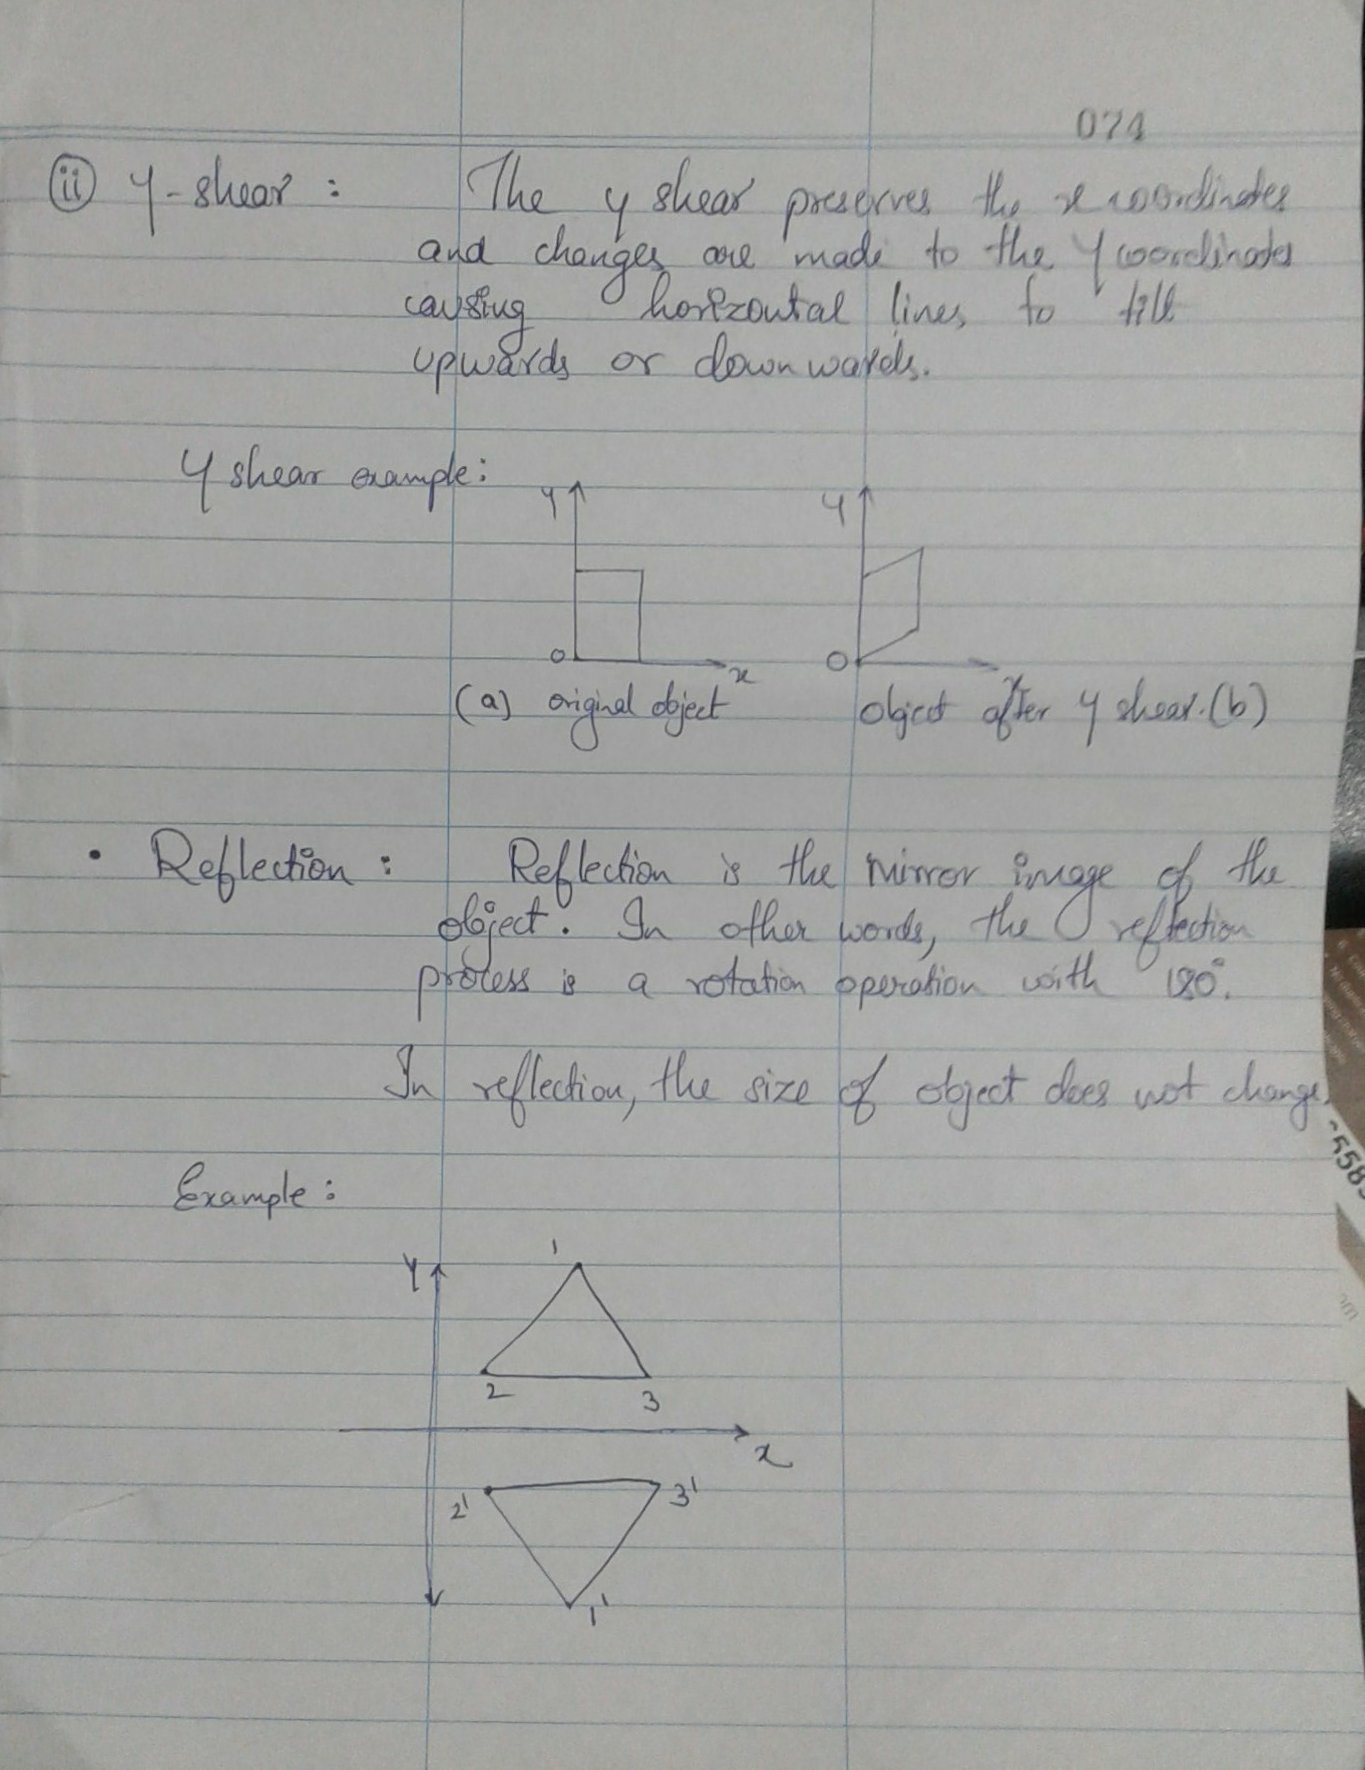 074
(ii) Y-shear : The y shear preserves the x coordinates
and changes are made to the Y coordinates
causing horizontal lines to till
upwards or downwards.
Y shear example:
Y
Y
O
x
O
x
(a) original object
object after Y shear. (b)
• Reflection : Reflection is the mirror image of the
object. In other words, the reflection
process is a rotation operation with 180°.
In reflection, the size of object does not change.
Example :
Y
1
2
3
x
2'
3'
1'